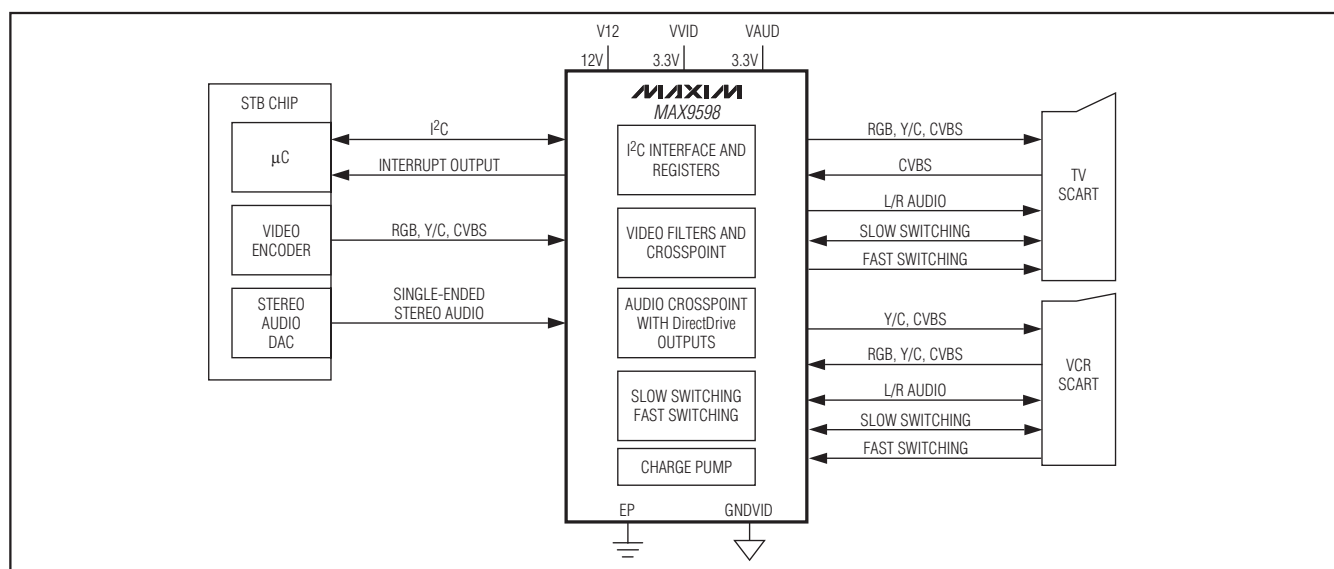 V12
VVID
VAUD
12V
3.3V
3.3V
STB CHIP
µC
VIDEO
ENCODER
STEREO
AUDIO
DAC
I²C
INTERRUPT OUTPUT
RGB, Y/C, CVBS
SINGLE-ENDED
STEREO AUDIO
MAXIM
MAX9598
I²C INTERFACE AND
REGISTERS
VIDEO FILTERS AND
CROSSPOINT
AUDIO CROSSPOINT
WITH DirectDrive
OUTPUTS
SLOW SWITCHING
FAST SWITCHING
CHARGE PUMP
EP
GNDVID
RGB, Y/C, CVBS
CVBS
L/R AUDIO
SLOW SWITCHING
FAST SWITCHING
TV
SCART
Y/C, CVBS
RGB, Y/C, CVBS
L/R AUDIO
SLOW SWITCHING
FAST SWITCHING
VCR
SCART